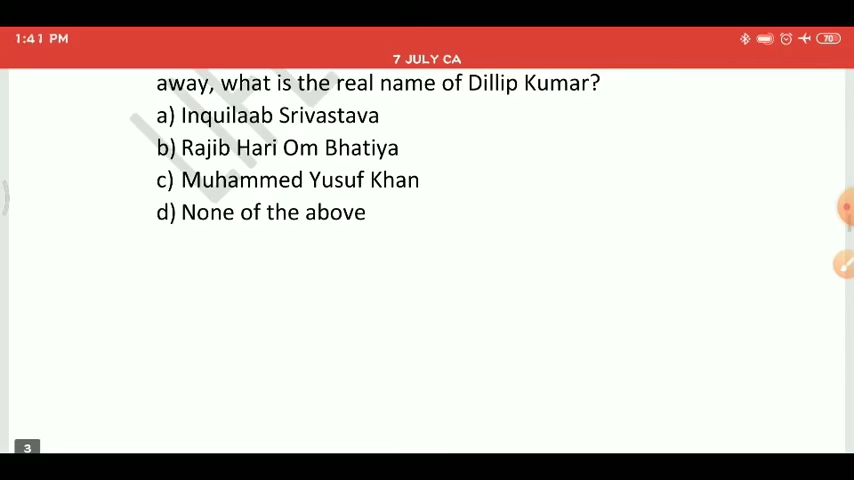 1:41 PM
70
7 JULY CA
away, what is the real name of Dillip Kumar?
a) Inquilaab Srivastava
b) Rajib Hari Om Bhatiya
c) Muhammed Yusuf Khan
d) None of the above
3